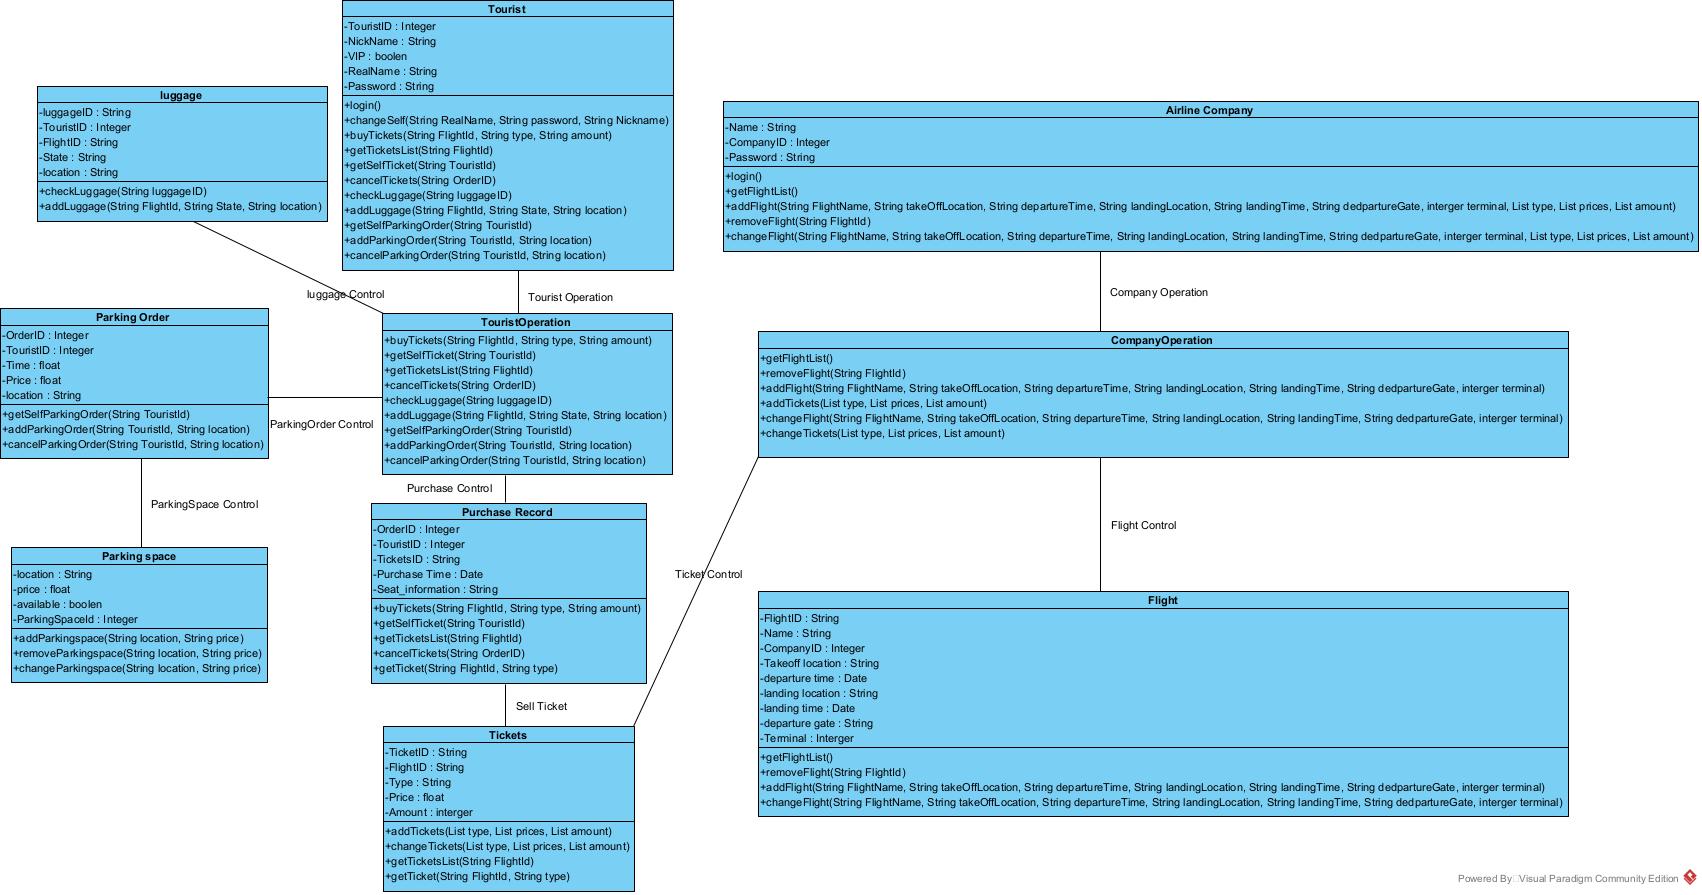 Tourist
-TouristID : Integer
-NickName : String
-VIP : boolen
-RealName : String
-Password : String
+login()
+changeSelf(String RealName, String password, String Nickname)
+buyTickets(String FlightId, String type, String amount)
+getTicketsList(String FlightId)
+getSelfTicket(String TouristId)
+cancelTickets(String OrderID)
+checkLuggage(String luggageID)
+addLuggage(String FlightId, String State, String location)
+getSelfParkingOrder(String TouristId)
+addParkingOrder(String TouristId, String location)
+cancelParkingOrder(String TouristId, String location)
luggage
-luggageID : String
-TouristID : Integer
-FlightID : String
-State : String
-location : String
+checkLuggage(String luggageID)
+addLuggage(String FlightId, String State, String location)
Airline Company
-Name : String
-CompanyID : Integer
-Password : String
+login()
+getFlightList()
+addFlight(String FlightName, String takeOffLocation, String departureTime, String landingLocation, String landingTime, String dedpartureGate, interger terminal, List type, List prices, List amount)
+removeFlight(String FlightId)
+changeFlight(String FlightName, String takeOffLocation, String departureTime, String landingLocation, String landingTime, String dedpartureGate, interger terminal, List type, List prices, List amount)
luggage Control
Tourist Operation
Company Operation
Parking Order
-OrderID : Integer
-TouristID : Integer
-Time : float
-Price : float
-location : String
+getSelfParkingOrder(String TouristId)
+addParkingOrder(String TouristId, String location)
+cancelParkingOrder(String TouristId, String location)
ParkingOrder Control
TouristOperation
+buyTickets(String FlightId, String type, String amount)
+getSelfTicket(String TouristId)
+getTicketsList(String FlightId)
+cancelTickets(String OrderID)
+checkLuggage(String luggageID)
+addLuggage(String FlightId, String State, String location)
+getSelfParkingOrder(String TouristId)
+addParkingOrder(String TouristId, String location)
+cancelParkingOrder(String TouristId, String location)
CompanyOperation
+getFlightList()
+removeFlight(String FlightId)
+addFlight(String FlightName, String takeOffLocation, String departureTime, String landingLocation, String landingTime, String dedpartureGate, interger terminal)
+addTickets(List type, List prices, List amount)
+changeFlight(String FlightName, String takeOffLocation, String departureTime, String landingLocation, String landingTime, String dedpartureGate, interger terminal)
+changeTickets(List type, List prices, List amount)
Purchase Control
ParkingSpace Control
Flight Control
Purchase Record
-OrderID : Integer
-TouristID : Integer
-TicketsID : String
-Purchase Time : Date
-Seat_information : String
+buyTickets(String FlightId, String type, String amount)
+getSelfTicket(String TouristId)
+getTicketsList(String FlightId)
+cancelTickets(String OrderID)
+getTicket(String FlightId, String type)
Parking space
-location : String
-price : float
-available : boolen
-ParkingSpaceId : Integer
+addParkingspace(String location, String price)
+removeParkingspace(String location, String price)
+changeParkingspace(String location, String price)
Ticket Control
Flight
-FlightID : String
-Name : String
-CompanyID : Integer
-Takeoff location : String
-departure time : Date
-landing location : String
-landing time : Date
-departure gate : String
-Terminal : Interger
+getFlightList()
+removeFlight(String FlightId)
+addFlight(String FlightName, String takeOffLocation, String departureTime, String landingLocation, String landingTime, String dedpartureGate, interger terminal)
+changeFlight(String FlightName, String takeOffLocation, String departureTime, String landingLocation, String landingTime, String dedpartureGate, interger terminal)
Sell Ticket
Tickets
-TicketID : String
-FlightID : String
-Type : String
-Price : float
-Amount : interger
+addTickets(List type, List prices, List amount)
+changeTickets(List type, List prices, List amount)
+getTicketsList(String FlightId)
+getTicket(String FlightId, String type)
Powered By Visual Paradigm Community Edition